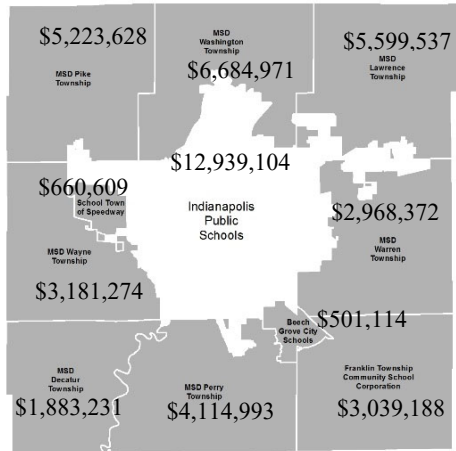 $5,223,628
MSD Pike
Township
MSD
Washington
Township
$6,684,971
$5,599,537
MSD
Lawrence
Township
$12,939,104
Indianapolis
Public
Schools
$660,609
School Town
of Speedway
MSD Wayne
Township
$3,181,274
$2,968,372
MSD
Warren
Township
Beech
Grove City
Schools
$501,114
MSD
Decatur
Township
$1,883,231
MSD Perry
Township
$4,114,993
Franklin Township
Community School
Corporation
$3,039,188